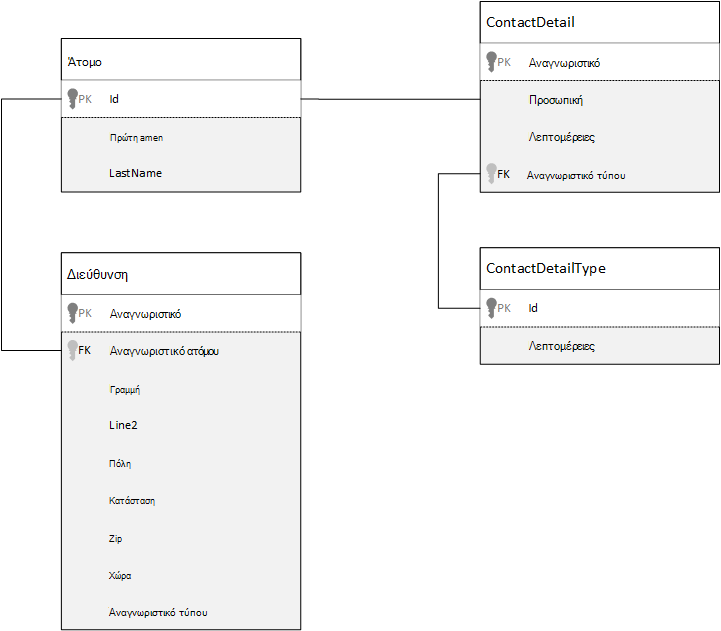 Άτομο
PK Id
Πρώτη amen
LastName
ContactDetail
PK Αναγνωριστικό
Προσωπική
Λεπτομέρειες
FK Αναγνωριστικό τύπου
Διεύθυνση
PK Αναγνωριστικό
FK Αναγνωριστικό ατόμου
Γραμμή
Line2
Πόλη
Κατάσταση
Zip
Χώρα
Αναγνωριστικό τύπου
ContactDetailType
PK Id
Λεπτομέρειες